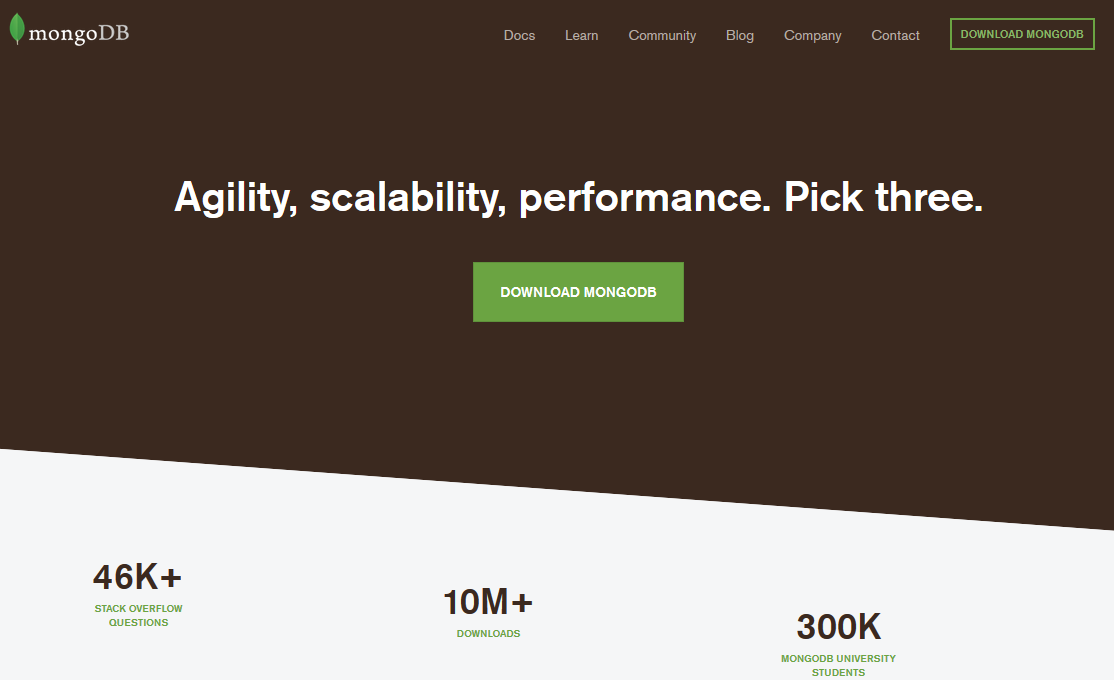 mongoDB
Docs
Learn
Community
Blog
Company
Contact
DOWNLOAD MONGODB
Agility, scalability, performance. Pick three.
DOWNLOAD MONGODB
46K+
STACK OVERFLOW
QUESTIONS
10M+
DOWNLOADS
300K
MONGODB UNIVERSITY
STUDENTS